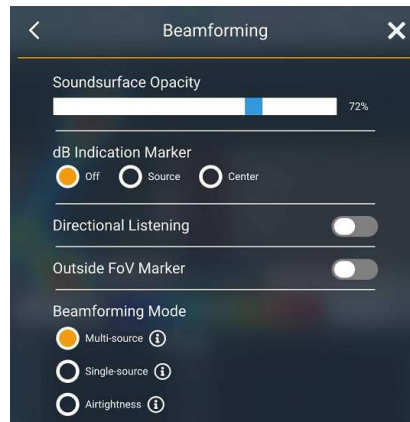 Beamforming
Soundsurface Opacity
72%
dB Indication Marker
Off Source Center
Directional Listening
Outside FoV Marker
Beamforming Mode
Multi-source
Single-source
Airtightness